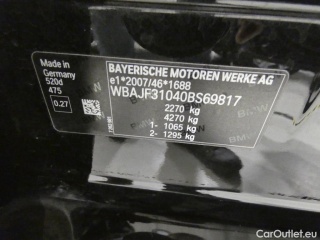 Made in
Germany
520d
475
0.27
BAYERISCHE MOTOREN WERKE AG
e1*2007/46*1688
WBAJF31040BS69817
2270 kg
4270 kg
1- 1065 kg
2- 1295 kg
CarOutlet.eu